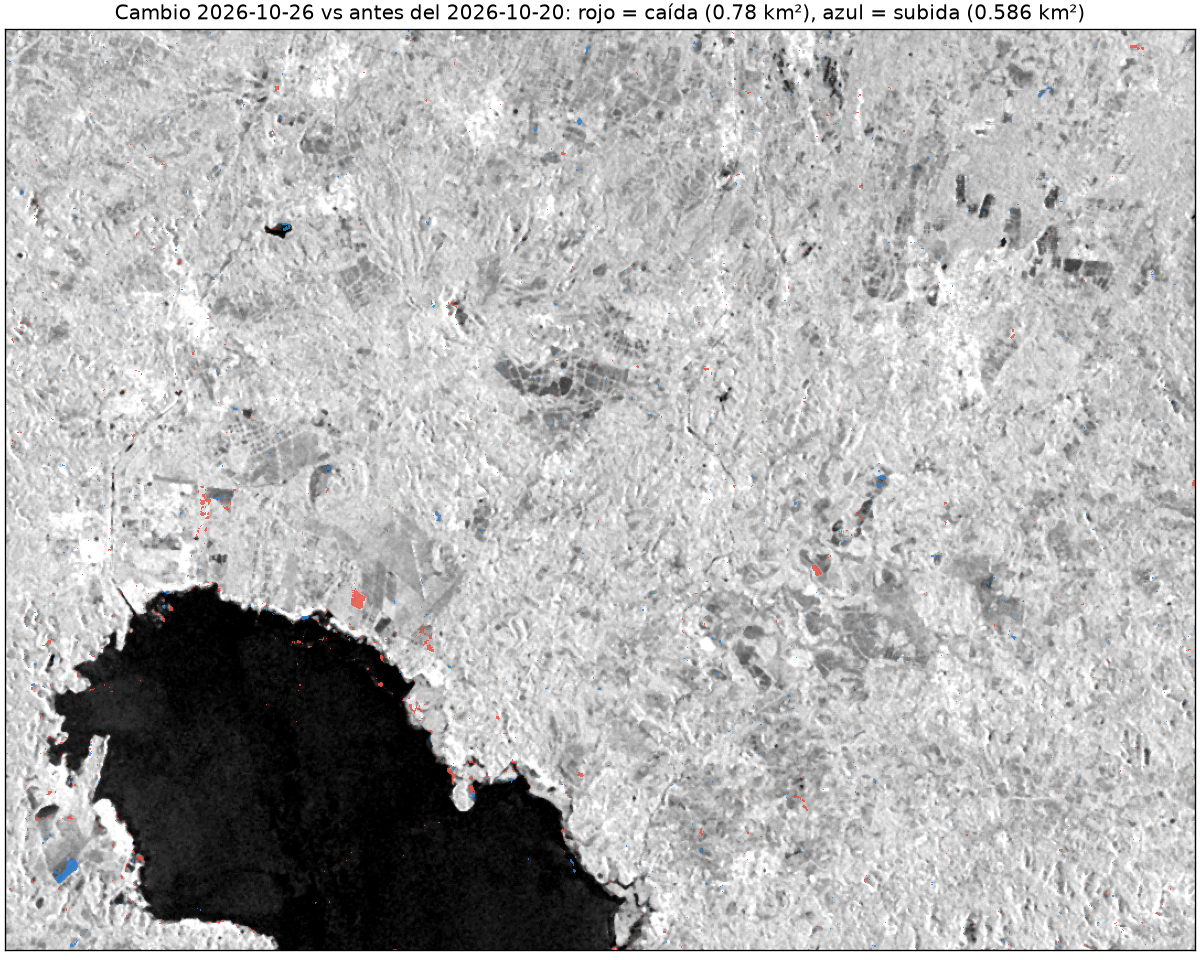 Cambio 2026-10-26 vs antes del 2026-10-20: rojo = caída (0.78 km²), azul = subida (0.586 km²)